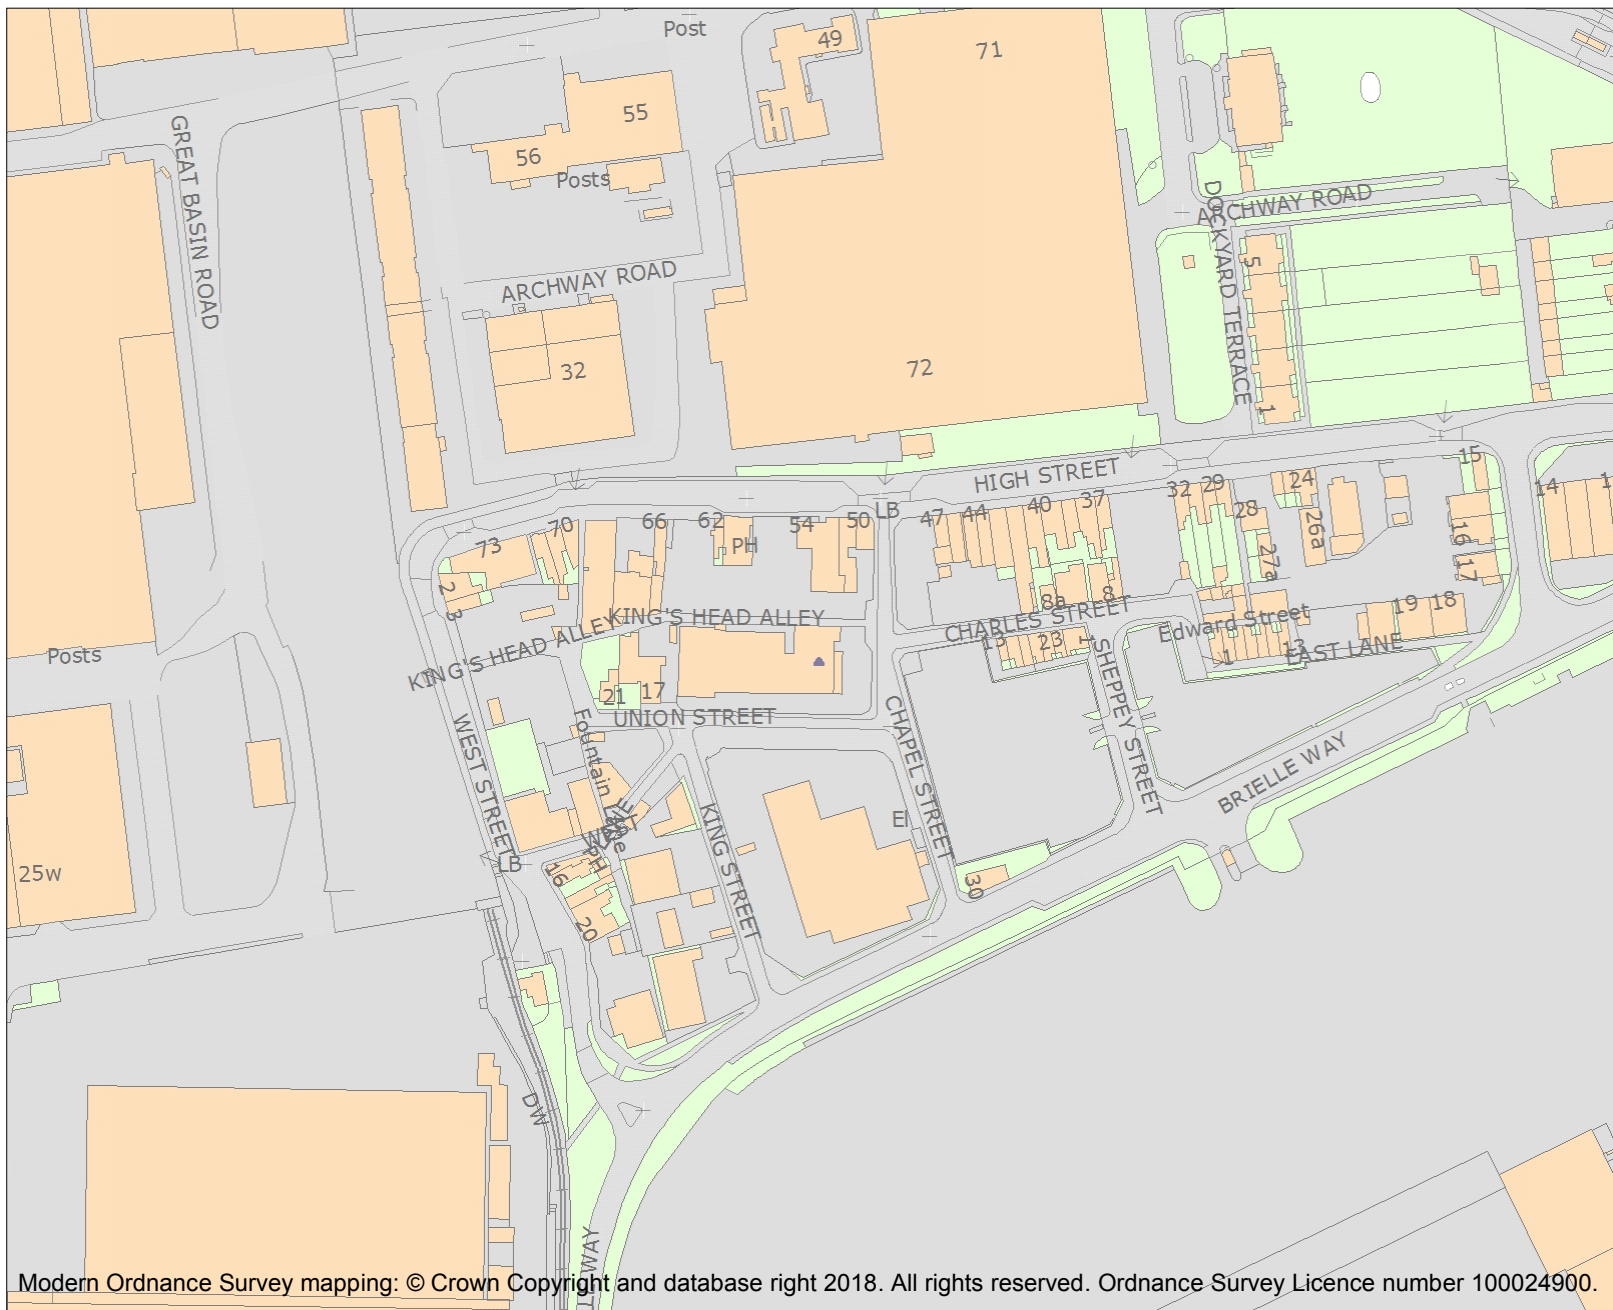 Post
49
71
55
56
Posts
GREAT BASIN ROAD
ARCHWAY ROAD
DOCKYARD TERRACE
5
1
ARCHWAY ROAD
32
72
HIGH STREET
LB
73
70
66
62
PH
54
50
47
44
40
37
32
29
28
24
26a
27a
15
16
17
14
1
2
3
KING'S HEAD ALLEY
KING'S HEAD ALLEY
8a
8
CHARLES STREET
13
23
1
Edward Street
19
18
1
13
EAST LANE
Posts
21
17
UNION STREET
WEST STREET
Fountain Lane
WEST
LANE
PH
LB
16
20
KING STREET
CHAPEL STREET
El
30
SHEPPEY STREET
BRIELLE WAY
25w
DW
Modern Ordnance Survey mapping: © Crown Copyright and database right 2018. All rights reserved. Ordnance Survey Licence number 100024900.